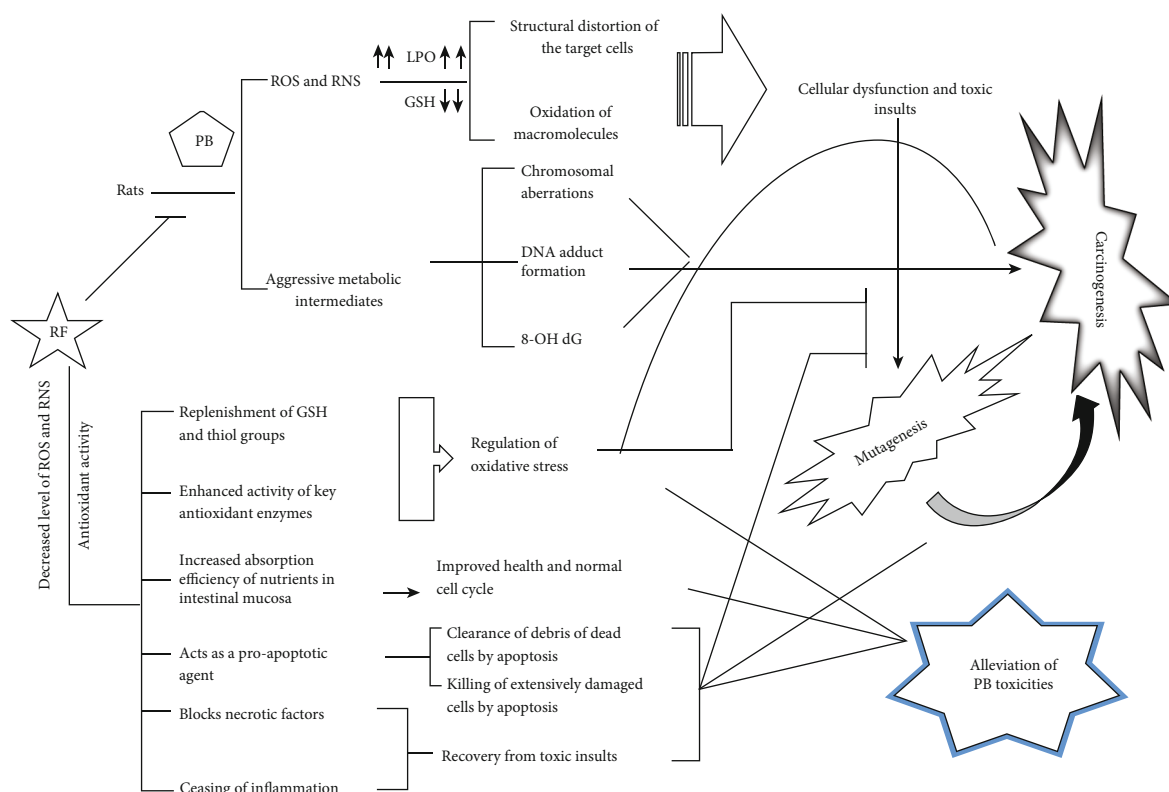 Structural distortion of
the target cells
LPO
ROS and RNS
GSH
Oxidation of
macromolecules
Cellular dysfunction and toxic
insults
PB
Rats
Chromosomal
aberrations
DNA adduct
formation
Aggressive metabolic
intermediates
8-OH dG
Carcinogenesis
RF
Decreased level of ROS and RNS
Antioxidant activity
Replenishment of GSH
and thiol groups
Regulation of
oxidative stress
Mutagenesis
Enhanced activity of key
antioxidant enzymes
Increased absorption
efficiency of nutrients in
intestinal mucosa
Improved health and normal
cell cycle
Acts as a pro-apoptotic
agent
Clearance of debris of dead
cells by apoptosis
Killing of extensively damaged
cells by apoptosis
Alleviation of
PB toxicities
Blocks necrotic factors
Recovery from toxic insults
Ceasing of inflammation